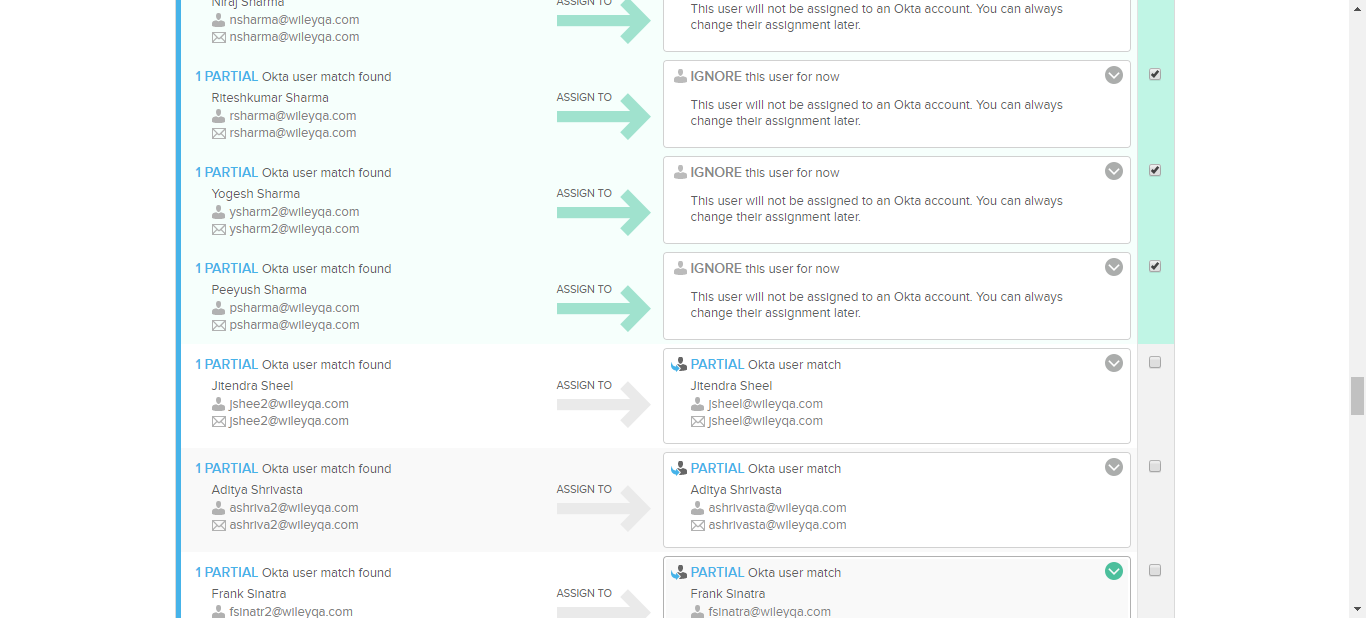 Niraj Sharma
nsharma@wileyqa.com
nsharma@wileyqa.com
ASSIGN TO
This user will not be assigned to an Okta account. You can always
change their assignment later.
1 PARTIAL Okta user match found
Riteshkumar Sharma
rsharma@wileyqa.com
rsharma@wileyqa.com
ASSIGN TO
IGNORE this user for now
This user will not be assigned to an Okta account. You can always
change their assignment later.
1 PARTIAL Okta user match found
Yogesh Sharma
ysharm2@wileyqa.com
ysharm2@wileyqa.com
ASSIGN TO
IGNORE this user for now
This user will not be assigned to an Okta account. You can always
change their assignment later.
1 PARTIAL Okta user match found
Peeyush Sharma
psharma@wileyqa.com
psharma@wileyqa.com
ASSIGN TO
IGNORE this user for now
This user will not be assigned to an Okta account. You can always
change their assignment later.
1 PARTIAL Okta user match found
Jitendra Sheel
jshee2@wileyqa.com
jshee2@wileyqa.com
ASSIGN TO
PARTIAL Okta user match
Jitendra Sheel
jsheel@wileyqa.com
jsheel@wileyqa.com
1 PARTIAL Okta user match found
Aditya Shrivasta
ashriva2@wileyqa.com
ashriva2@wileyqa.com
ASSIGN TO
PARTIAL Okta user match
Aditya Shrivasta
ashrivasta@wileyqa.com
ashrivasta@wileyqa.com
1 PARTIAL Okta user match found
Frank Sinatra
fsinatr2@wileyqa.com
ASSIGN TO
PARTIAL Okta user match
Frank Sinatra
fsinatra@wileyqa.com